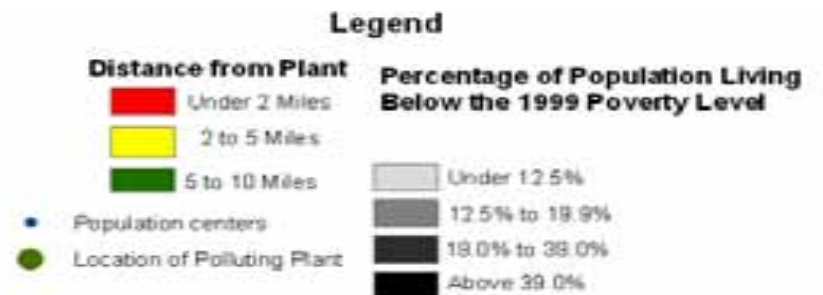 Legend
Distance from Plant
Under 2 Miles
2 to 5 Miles
5 to 10 Miles
Population centers
Location of Polluting Plant
Percentage of Population Living
Below the 1999 Poverty Level
Under 12.5%
12.5% to 19.9%
19.0% to 39.0%
Above 39.0%